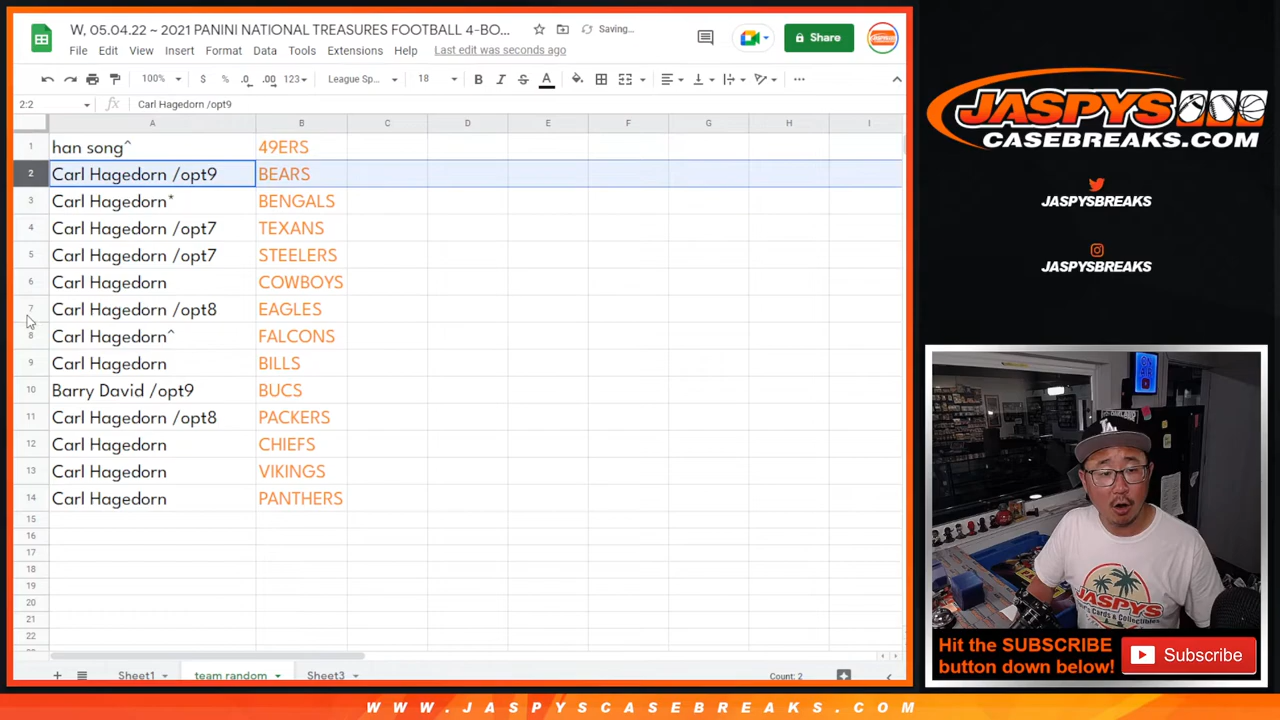 W, 05.04.22 ~ 2021 PANINI NATIONAL TREASURES FOOTBALL 4-BO...
Saving...
File Edit View Insert Format Data Tools Extensions Help Last edit was seconds ago
Share
100% $ % .0 .00 123 League Sp... 18 B I S A
2:2 fx Carl Hagedorn /opt9
A B C D E F G H I
1 han song^ 49ERS
2 Carl Hagedorn /opt9 BEARS
3 Carl Hagedorn* BENGALS
4 Carl Hagedorn /opt7 TEXANS
5 Carl Hagedorn /opt7 STEELERS
6 Carl Hagedorn COWBOYS
7 Carl Hagedorn /opt8 EAGLES
8 Carl Hagedorn^ FALCONS
9 Carl Hagedorn BILLS
10 Barry David /opt9 BUCS
11 Carl Hagedorn /opt8 PACKERS
12 Carl Hagedorn CHIEFS
13 Carl Hagedorn VIKINGS
14 Carl Hagedorn PANTHERS
15
16
17
18
19
20
21
22
+ Sheet1 team random Sheet3 Count: 2
JASPYS
CASEBREAKS.COM
JASPYSBREAKS
JASPYSBREAKS
LA
JASPYS
Hit the SUBSCRIBE
button down below!
Subscribe
WWW.JASPYSCASEBREAKS.COM